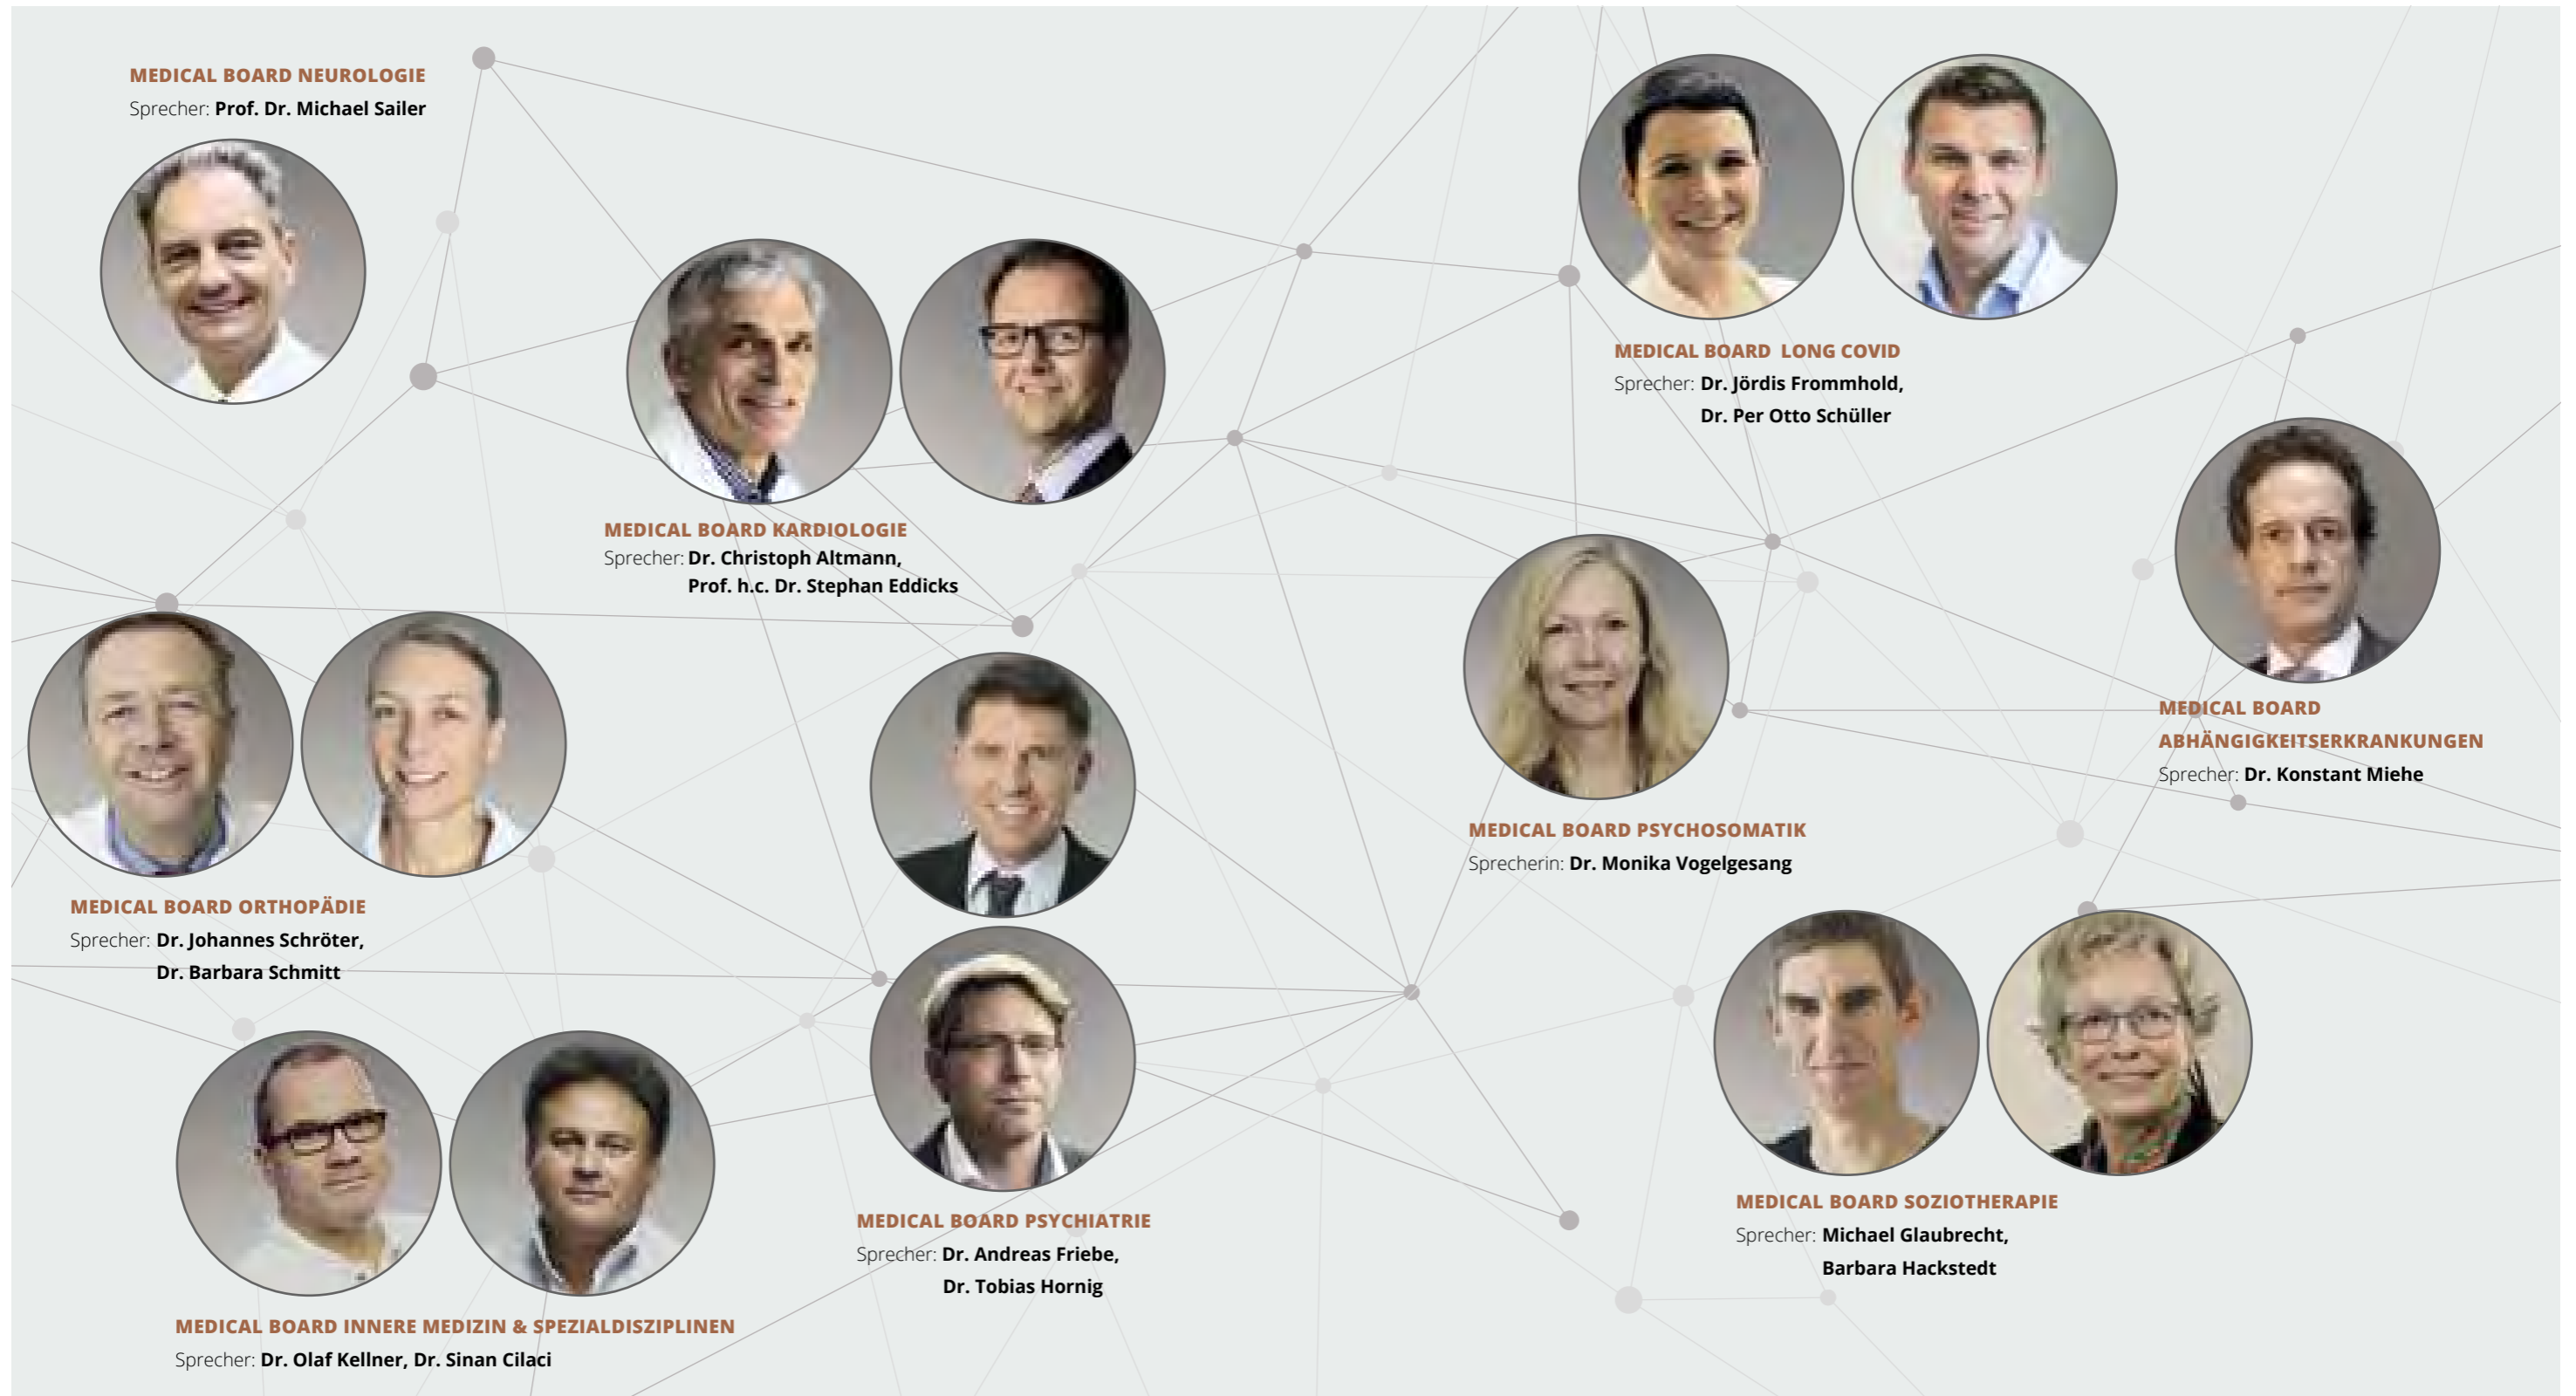 MEDICAL BOARD NEUROLOGIE
Sprecher: Prof. Dr. Michael Sailer
MEDICAL BOARD KARDIOLOGIE
Sprecher: Dr. Christoph Altmann,
Prof. h.c. Dr. Stephan Eddicks
MEDICAL BOARD LONG COVID
Sprecher: Dr. Jördis Frommhold,
Dr. Per Otto Schüller
MEDICAL BOARD
ABHÄNGIGKEITSERKRANKUNGEN
Sprecher: Dr. Konstant Miehe
MEDICAL BOARD PSYCHOSOMATIK
Sprecherin: Dr. Monika Vogelgesang
MEDICAL BOARD ORTHOPÄDIE
Sprecher: Dr. Johannes Schröter,
Dr. Barbara Schmitt
MEDICAL BOARD PSYCHIATRIE
Sprecher: Dr. Andreas Friebe,
Dr. Tobias Hornig
MEDICAL BOARD SOZIOTHERAPIE
Sprecher: Michael Glaubrecht,
Barbara Hackstedt
MEDICAL BOARD INNERE MEDIZIN & SPEZIALDISZIPLINEN
Sprecher: Dr. Olaf Kellner, Dr. Sinan Cilaci